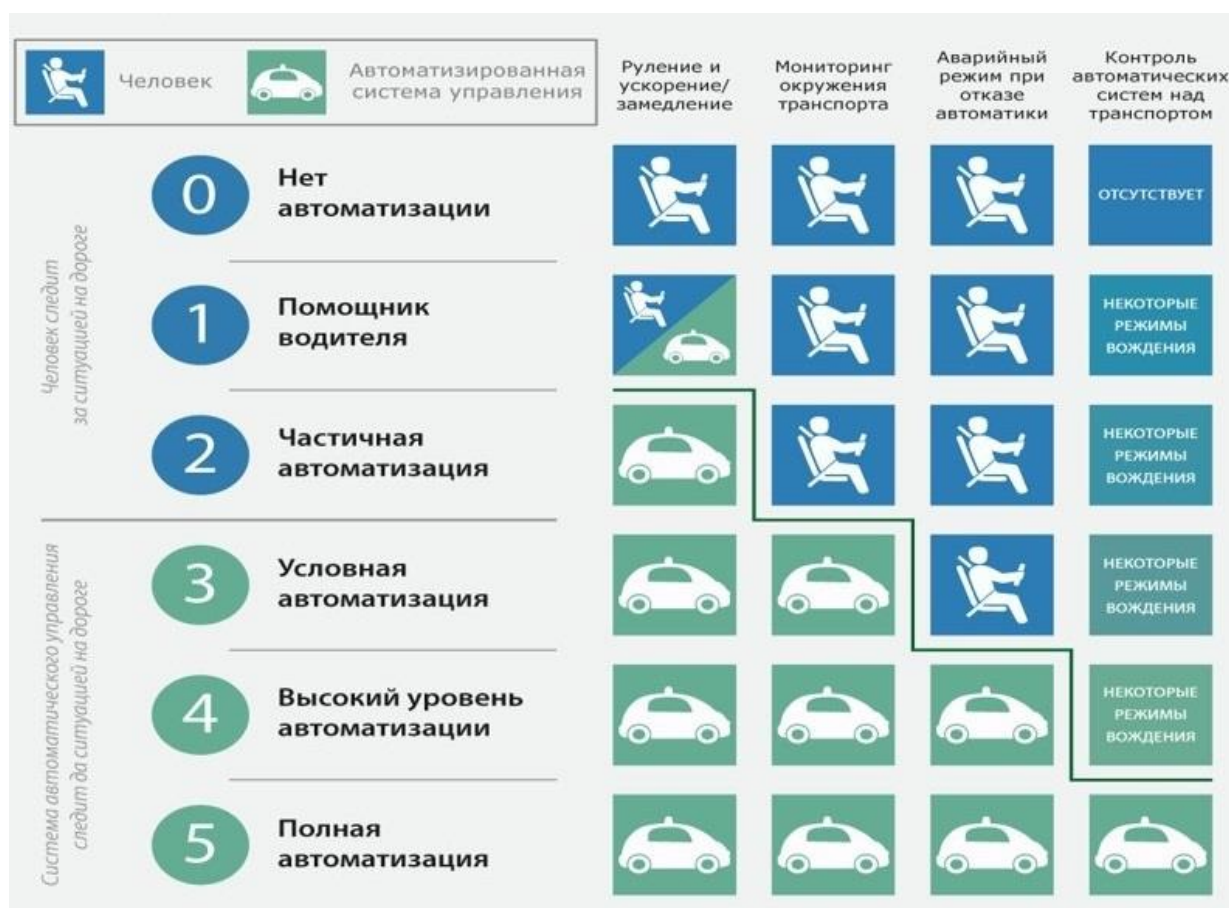 Человек
Автоматизированная
система управления
Руление и
ускорение/
замедление
Мониторинг
окружения
транспорта
Аварийный
режим при
отказе
автоматики
Контроль
автоматических
систем над
транспортом
Человек следит
за ситуацией на дороге
0
Нет
автоматизации
ОТСУТСТВУЕТ
1
Помощник
водителя
НЕКОТОРЫЕ
РЕЖИМЫ
ВОЖДЕНИЯ
2
Частичная
автоматизация
НЕКОТОРЫЕ
РЕЖИМЫ
ВОЖДЕНИЯ
Система автоматического управления
следит да ситуацией на дороге
3
Условная
автоматизация
НЕКОТОРЫЕ
РЕЖИМЫ
ВОЖДЕНИЯ
4
Высокий уровень
автоматизации
НЕКОТОРЫЕ
РЕЖИМЫ
ВОЖДЕНИЯ
5
Полная
автоматизация